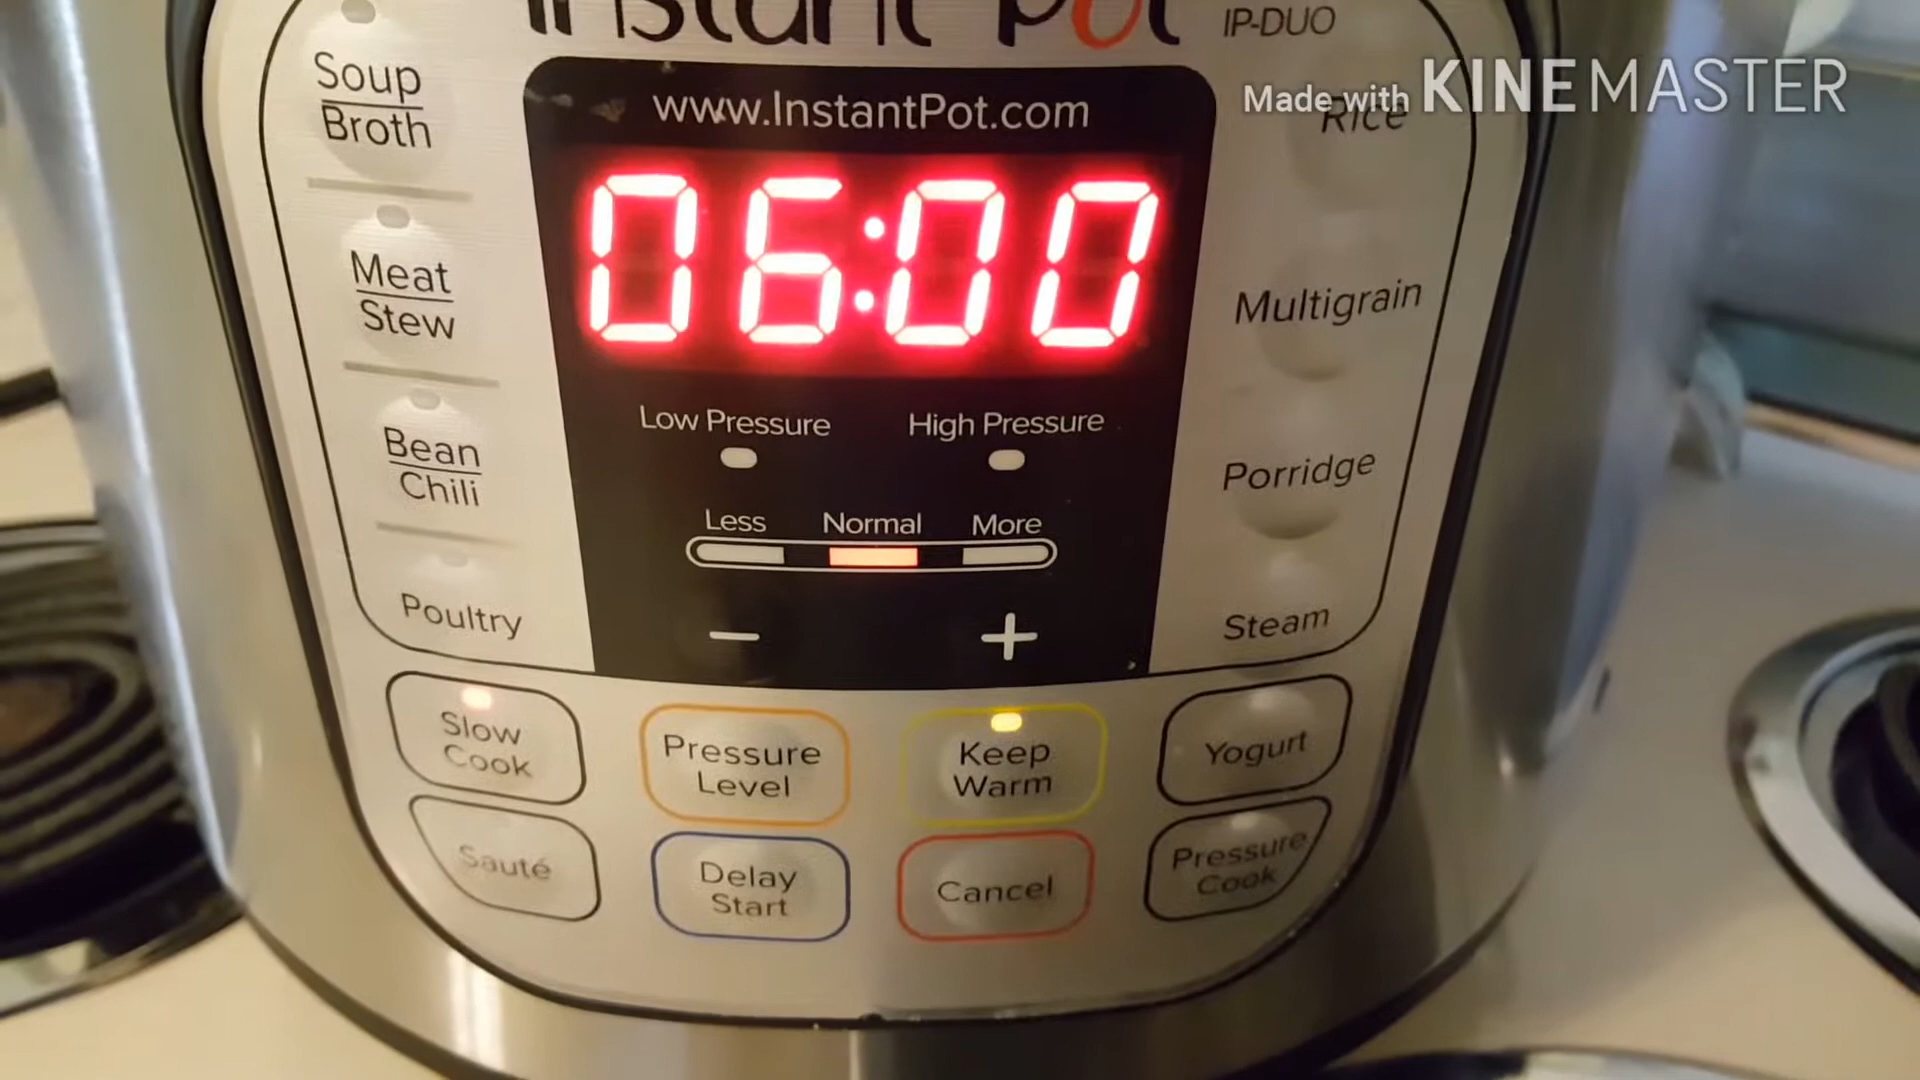 Instant Pot
IP-DUO
Made with KINEMASTER
www.InstantPot.com
06:00
Soup
Broth
Rice
Meat
Stew
Multigrain
Low Pressure
High Pressure
Bean
Chili
Porridge
Less Normal More
Poultry
− +
Steam
Slow
Cook
Pressure
Level
Keep
Warm
Yogurt
Sauté
Delay
Start
Cancel
Pressure
Cook